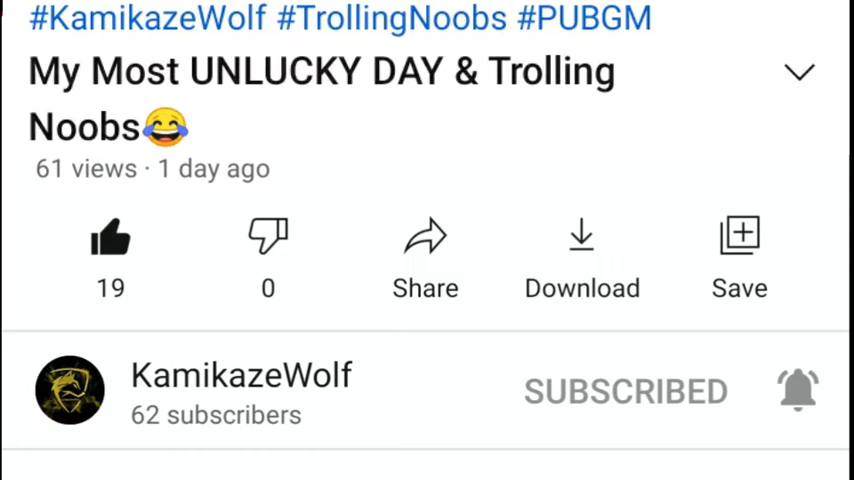 #KamikazeWolf #TrollingNoobs #PUBGM
My Most UNLUCKY DAY & Trolling
Noobs😂
61 views · 1 day ago
19 0 Share Download Save
KamikazeWolf
SUBSCRIBED
62 subscribers